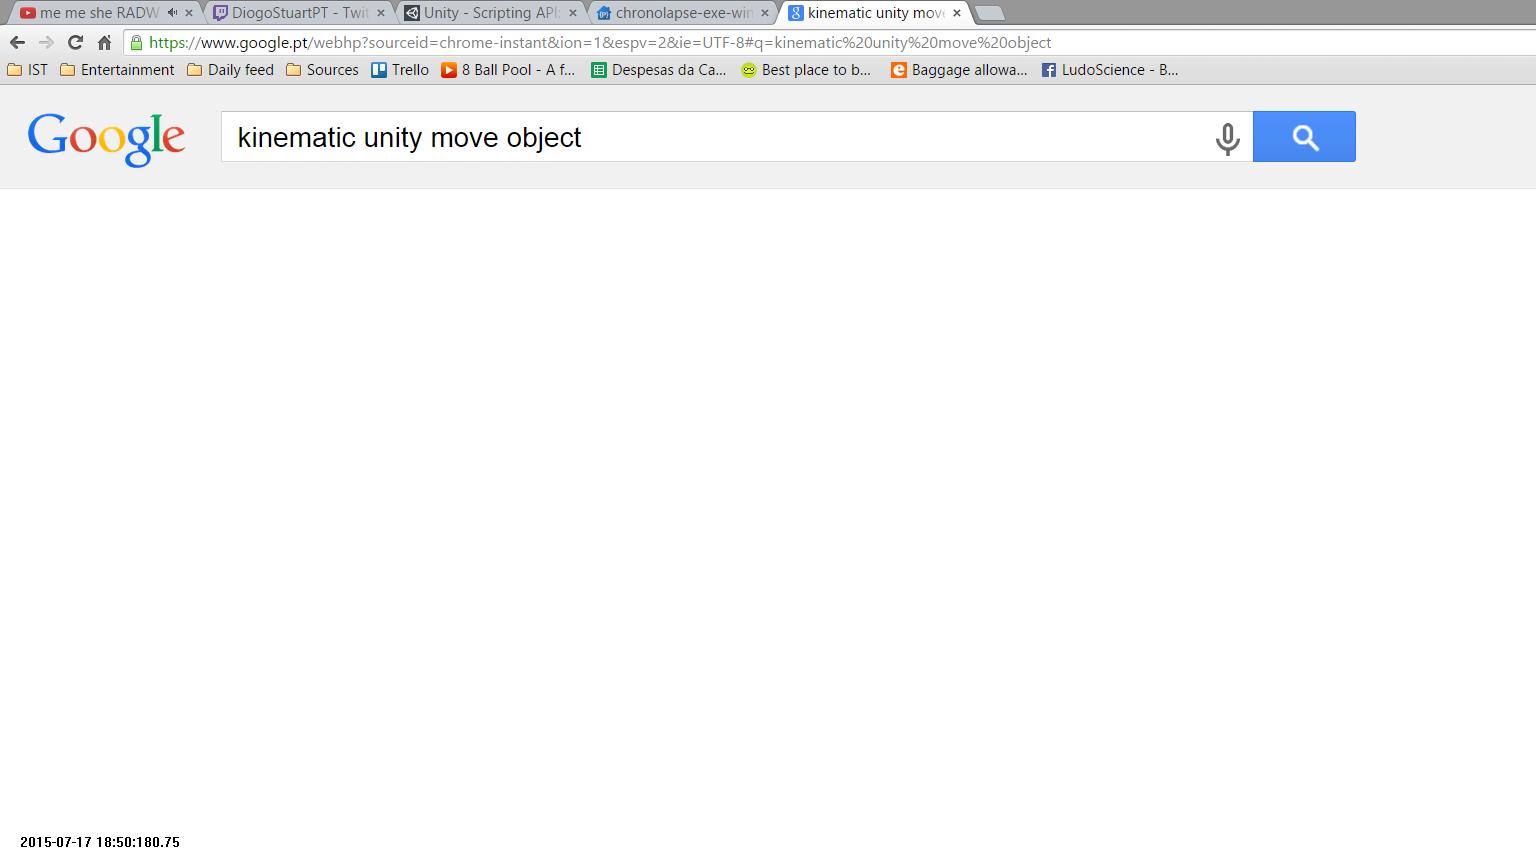 me me she RADW DiogoStuartPT - Twit Unity - Scripting API: chronolapse-exe-win kinematic unity mov
https://www.google.pt/webhp?sourceid=chrome-instant&ion=1&espv=2&ie=UTF-8#q=kinematic%20unity%20move%20object
IST Entertainment Daily feed Sources Trello 8 Ball Pool - A f... Despesas da Ca... Best place to b... Baggage allowa... LudoScience - B...
Google kinematic unity move object
2015-07-17 18:50:180.75